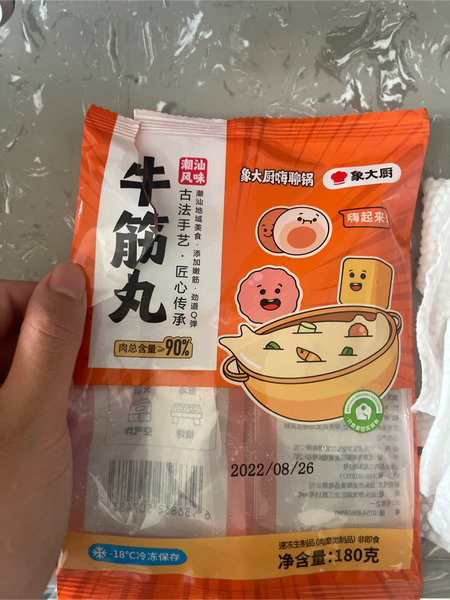 潮汕
风味
牛筋丸
古法手艺·匠心传承
潮汕地域美食·添加嫩筋·劲道Q弹
肉总含量≥90%
象大厨嗨聊锅
象大厨
嗨起来
2022/08/26
-18℃冷冻保存
速冻生制品(肉糜类制品) 非即食
净含量:180克